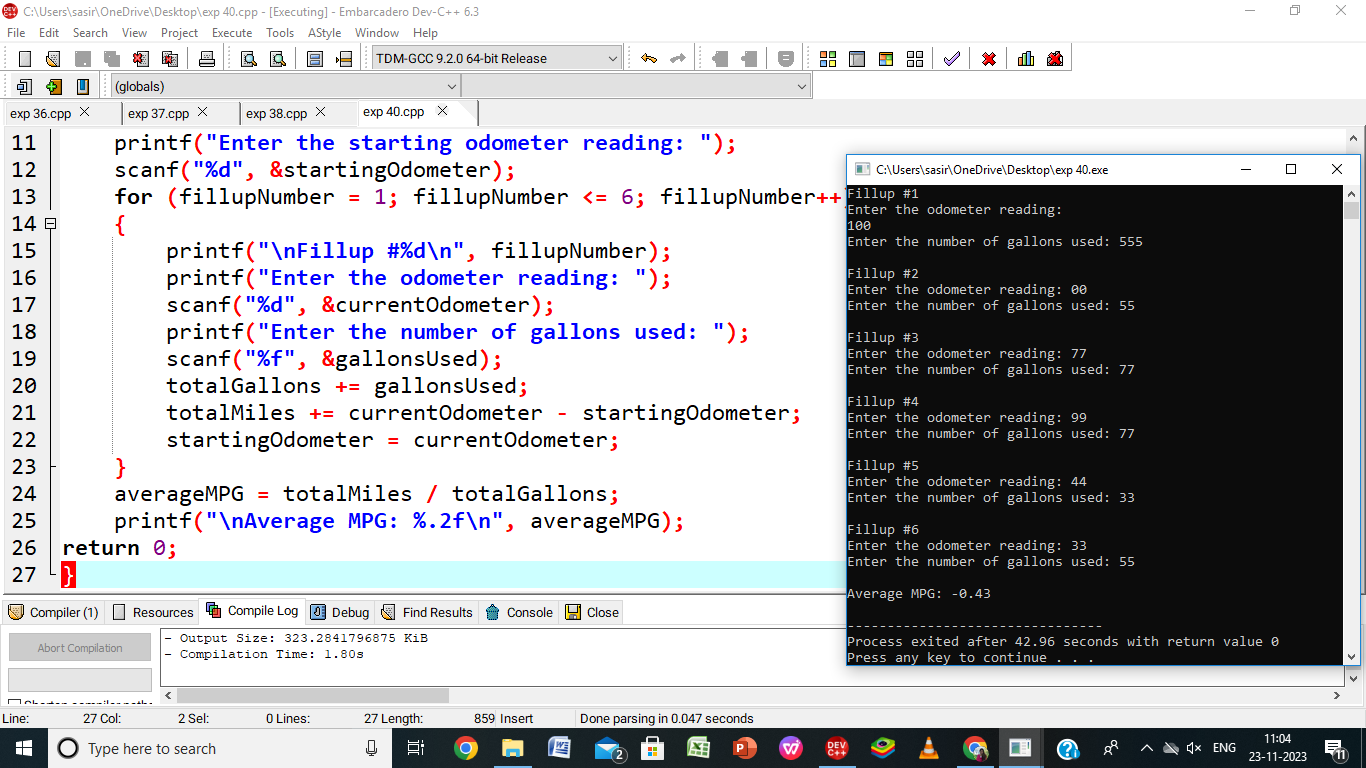 C:\Users\sasir\OneDrive\Desktop\exp 40.cpp - [Executing] - Embarcadero Dev-C++ 6.3
File Edit Search View Project Execute Tools AStyle Window Help
TDM-GCC 9.2.0 64-bit Release
(globals)
exp 36.cpp exp 37.cpp exp 38.cpp exp 40.cpp
11 printf("Enter the starting odometer reading: ");
12 scanf("%d", &startingOdometer);
13 for (fillupNumber = 1; fillupNumber <= 6; fillupNumber++
14 {
15 printf("\nFillup #%d\n", fillupNumber);
16 printf("Enter the odometer reading: ");
17 scanf("%d", &currentOdometer);
18 printf("Enter the number of gallons used: ");
19 scanf("%f", &gallonsUsed);
20 totalGallons += gallonsUsed;
21 totalMiles += currentOdometer - startingOdometer;
22 startingOdometer = currentOdometer;
23 }
24 averageMPG = totalMiles / totalGallons;
25 printf("\nAverage MPG: %.2f\n", averageMPG);
26 return 0;
27 }
C:\Users\sasir\OneDrive\Desktop\exp 40.exe
Fillup #1
Enter the odometer reading:
100
Enter the number of gallons used: 555
Fillup #2
Enter the odometer reading: 00
Enter the number of gallons used: 55
Fillup #3
Enter the odometer reading: 77
Enter the number of gallons used: 77
Fillup #4
Enter the odometer reading: 99
Enter the number of gallons used: 77
Fillup #5
Enter the odometer reading: 44
Enter the number of gallons used: 33
Fillup #6
Enter the odometer reading: 33
Enter the number of gallons used: 55
Average MPG: -0.43
--------------------------------
Process exited after 42.96 seconds with return value 0
Press any key to continue . . .
Compiler (1) Resources Compile Log Debug Find Results Console Close
Abort Compilation
- Output Size: 323.2841796875 KiB
- Compilation Time: 1.80s
Line: 27 Col: 2 Sel: 0 Lines: 27 Length: 859 Insert Done parsing in 0.047 seconds
Type here to search
2
DEV C++
ENG
11:04
23-11-2023
11